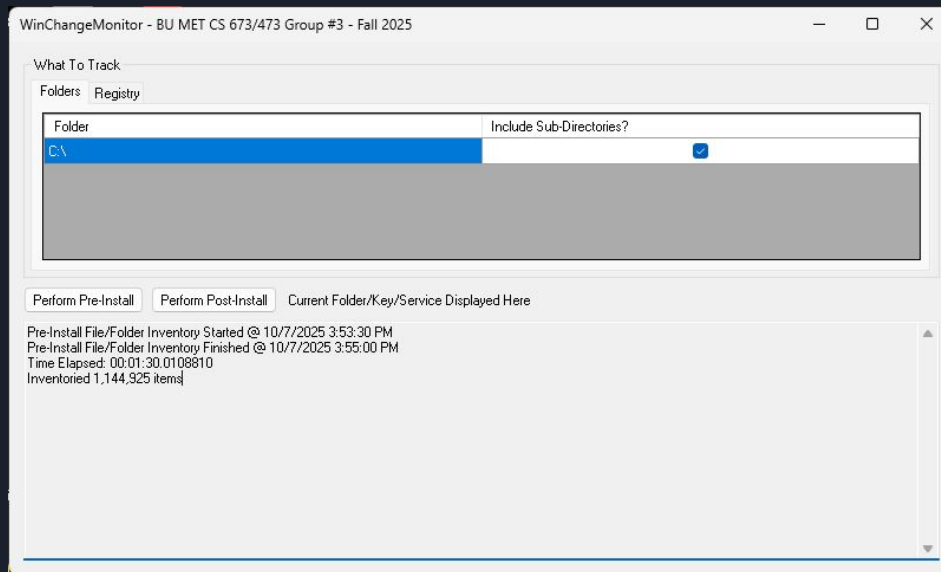 WinChangeMonitor - BU MET CS 673/473 Group #3 - Fall 2025
What To Track
Folders Registry
Folder Include Sub-Directories?
C:\
Perform Pre-Install Perform Post-Install Current Folder/Key/Service Displayed Here
Pre-Install File/Folder Inventory Started @ 10/7/2025 3:53:30 PM
Pre-Install File/Folder Inventory Finished @ 10/7/2025 3:55:00 PM
Time Elapsed: 00:01:30.0108810
Inventoried 1,144,925 items